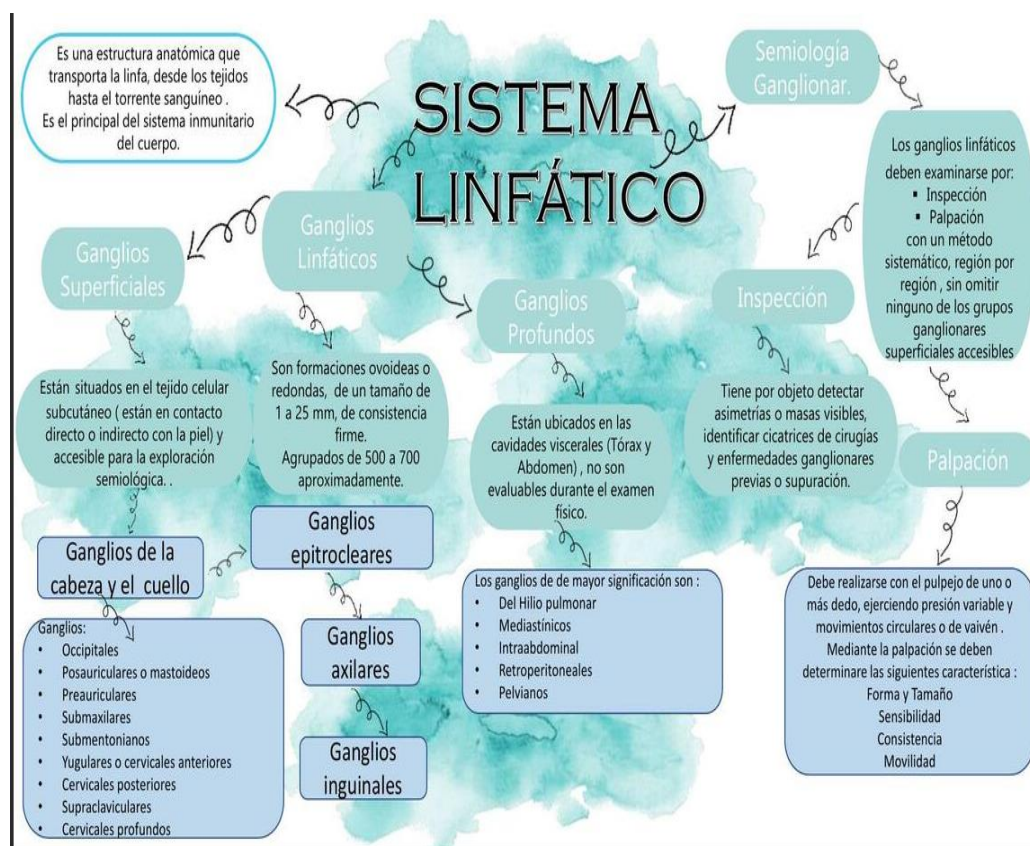 Es una estructura anatómica que
transporta la linfa, desde los tejidos
hasta el torrente sanguíneo .
Es el principal del sistema inmunitario
del cuerpo.
SISTEMA
LINFÁTICO
Semiología
Ganglionar.
Los ganglios linfáticos
deben examinarse por:
▪ Inspección
▪ Palpación
con un método
sistemático, región por
región , sin omitir
ninguno de los grupos
ganglionares
superficiales accesibles
Ganglios
Superficiales
Ganglios
Linfáticos
Ganglios
Profundos
Inspección
Están situados en el tejido celular
subcutáneo ( están en contacto
directo o indirecto con la piel) y
accesible para la exploración
semiológica. .
Son formaciones ovoideas o
redondas, de un tamaño de
1 a 25 mm, de consistencia
firme.
Agrupados de 500 a 700
aproximadamente.
Están ubicados en las
cavidades viscerales (Tórax y
Abdomen) , no son
evaluables durante el examen
físico.
Tiene por objeto detectar
asimetrías o masas visibles,
identificar cicatrices de cirugías
y enfermedades ganglionares
previas o supuración.
Palpación
Ganglios de la
cabeza y el cuello
Ganglios
epitrocleares
Ganglios:
• Occipitales
• Posauriculares o mastoideos
• Preauriculares
• Submaxilares
• Submentonianos
• Yugulares o cervicales anteriores
• Cervicales posteriores
• Supraclaviculares
• Cervicales profundos
Ganglios
axilares
Ganglios
inguinales
Los ganglios de de mayor significación son :
• Del Hilio pulmonar
• Mediastínicos
• Intraabdominal
• Retroperitoneales
• Pelvianos
Debe realizarse con el pulpejo de uno o
más dedo, ejerciendo presión variable y
movimientos circulares o de vaivén .
Mediante la palpación se deben
determinare las siguientes característica :
Forma y Tamaño
Sensibilidad
Consistencia
Movilidad